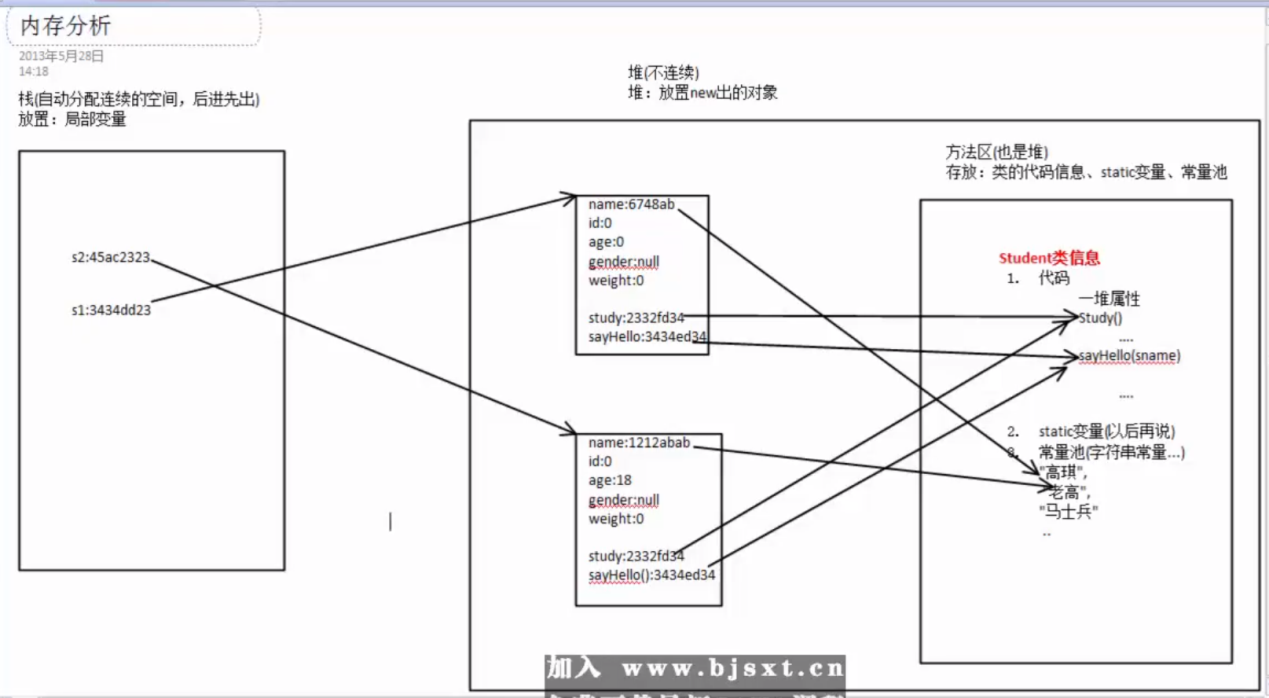 内存分析
2013年5月28日
14:18
栈(自动分配连续的空间，后进先出)
放置：局部变量
s2:45ac2323
s1:3434dd23
堆(不连续)
堆：放置new出的对象
name:6748ab
id:0
age:0
gender:null
weight:0
study:2332fd34
sayHello:3434ed34
name:1212abab
id:0
age:18
gender:null
weight:0
study:2332fd34
sayHello():3434ed34
方法区(也是堆)
存放：类的代码信息、static变量、常量池
Student类信息
1. 代码
一堆属性
Study()
....
sayHello(sname)
....
2. static变量(以后再说)
3. 常量池(字符串常量...)
"高琪",
"老高",
"马士兵"
..
加入 www.bjsxt.cn